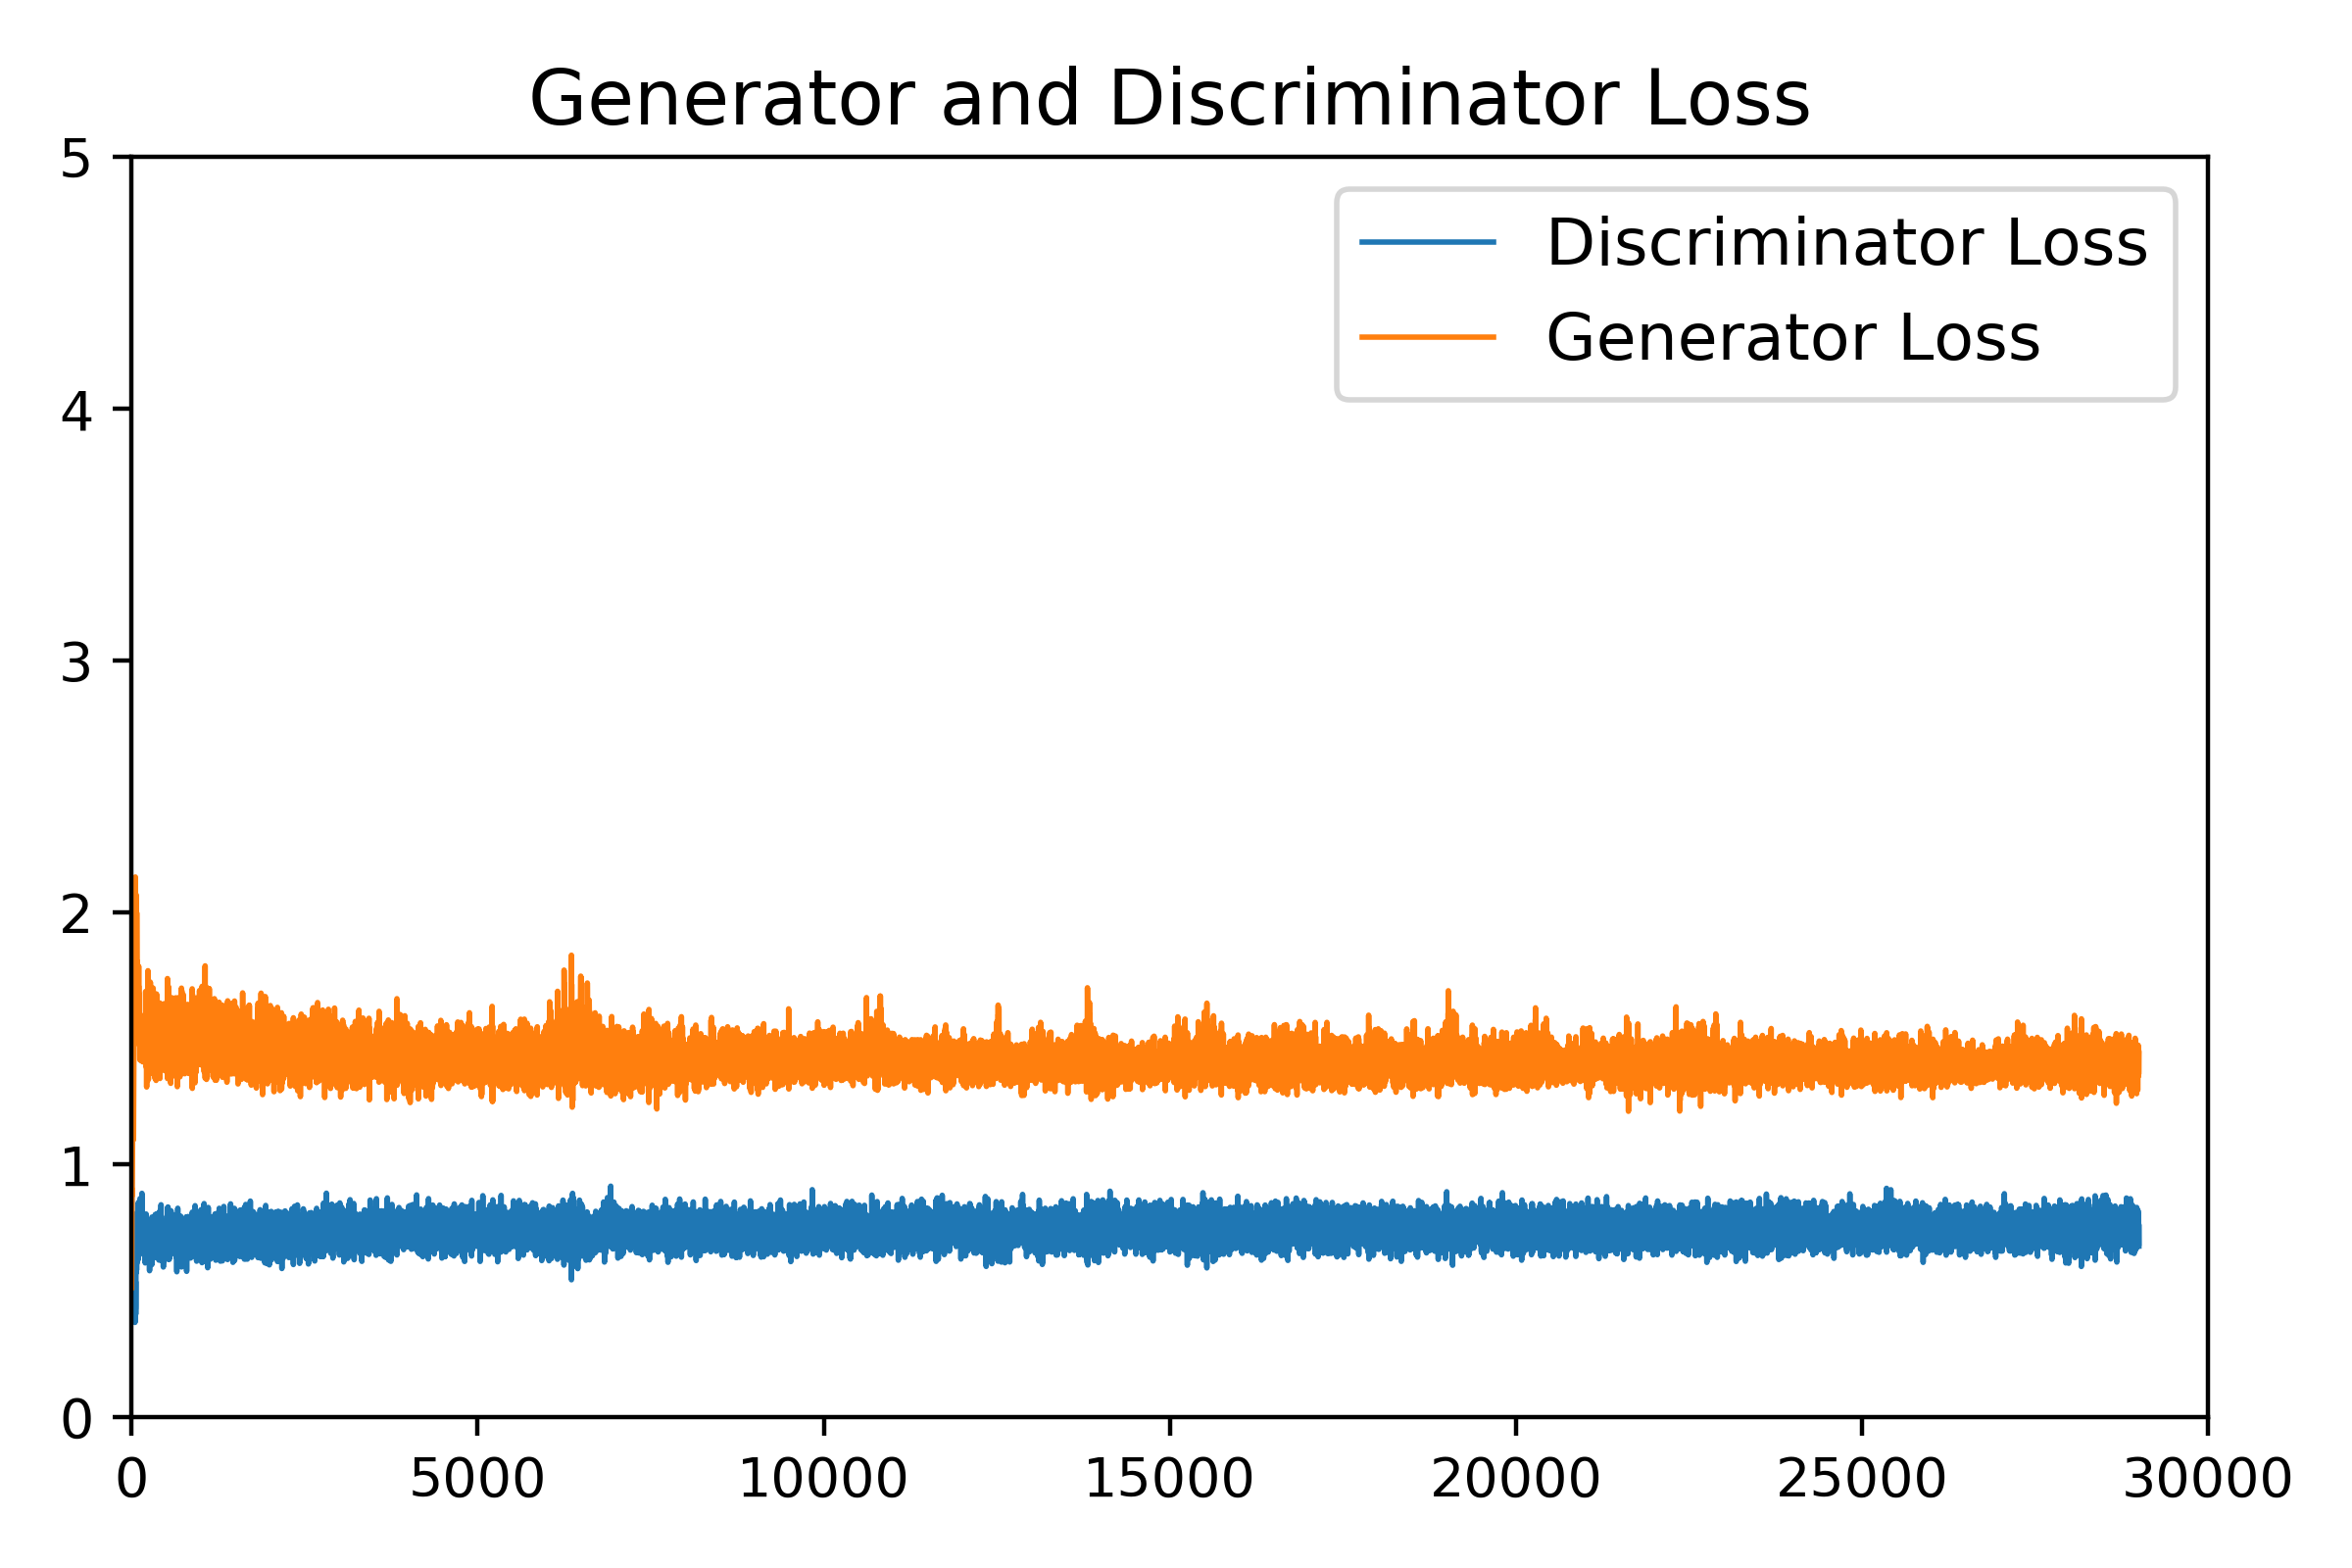 Generator and Discriminator Loss
5
Discriminator Loss
Generator Loss
4
3
2
1
0
0 5000 10000 15000 20000 25000 30000